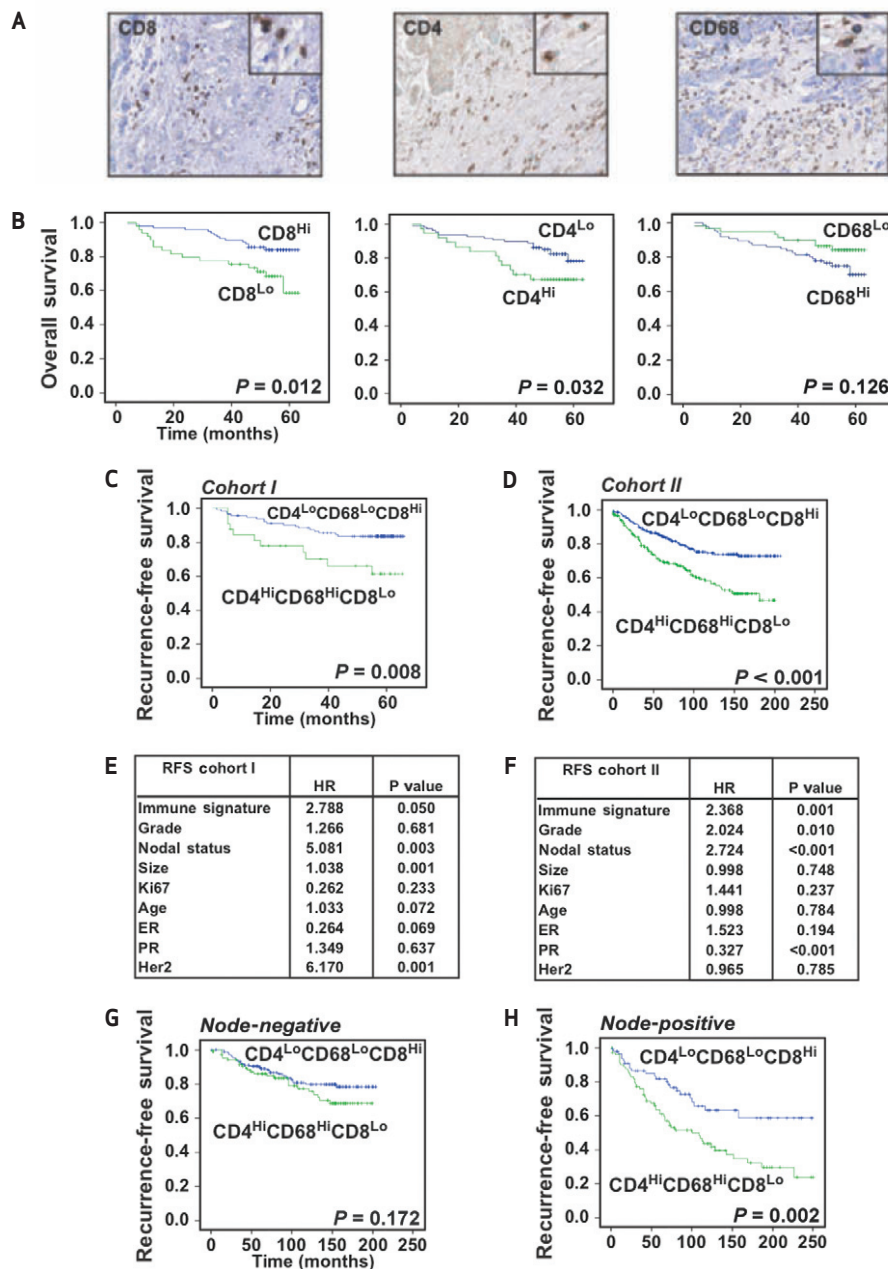 A
CD8
CD4
CD68
B
Overall survival
1.0
0.8
0.6
0.4
0.2
0.0
CD8Hi
CD8Lo
P = 0.012
0 20 40 60
Time (months)
1.0
0.8
0.6
0.4
0.2
0.0
CD4Lo
CD4Hi
P = 0.032
0 20 40 60
1.0
0.8
0.6
0.4
0.2
0.0
CD68Lo
CD68Hi
P = 0.126
0 20 40 60
C
Cohort I
Recurrence-free survival
1.0
0.8
0.6
0.4
0.2
0.0
CD4LoCD68LoCD8Hi
CD4HiCD68HiCD8Lo
P = 0.008
0 20 40 60
Time (months)
D
Cohort II
Recurrence-free survival
1.0
0.8
0.6
0.4
0.2
0.0
CD4LoCD68LoCD8Hi
CD4HiCD68HiCD8Lo
P < 0.001
0 50 100 150 200 250
E
RFS cohort I HR P value
Immune signature 2.788 0.050
Grade 1.266 0.681
Nodal status 5.081 0.003
Size 1.038 0.001
Ki67 0.262 0.233
Age 1.033 0.072
ER 0.264 0.069
PR 1.349 0.637
Her2 6.170 0.001
F
RFS cohort II HR P value
Immune signature 2.368 0.001
Grade 2.024 0.010
Nodal status 2.724 <0.001
Size 0.998 0.748
Ki67 1.441 0.237
Age 0.998 0.784
ER 1.523 0.194
PR 0.327 <0.001
Her2 0.965 0.785
G
Node-negative
Recurrence-free survival
1.0
0.8
0.6
0.4
0.2
0.0
CD4LoCD68LoCD8Hi
CD4HiCD68HiCD8Lo
P = 0.172
0 50 100 150 200 250
H
Node-positive
Recurrence-free survival
1.0
0.8
0.6
0.4
0.2
0.0
CD4LoCD68LoCD8Hi
CD4HiCD68HiCD8Lo
P = 0.002
0 50 100 150 200 250